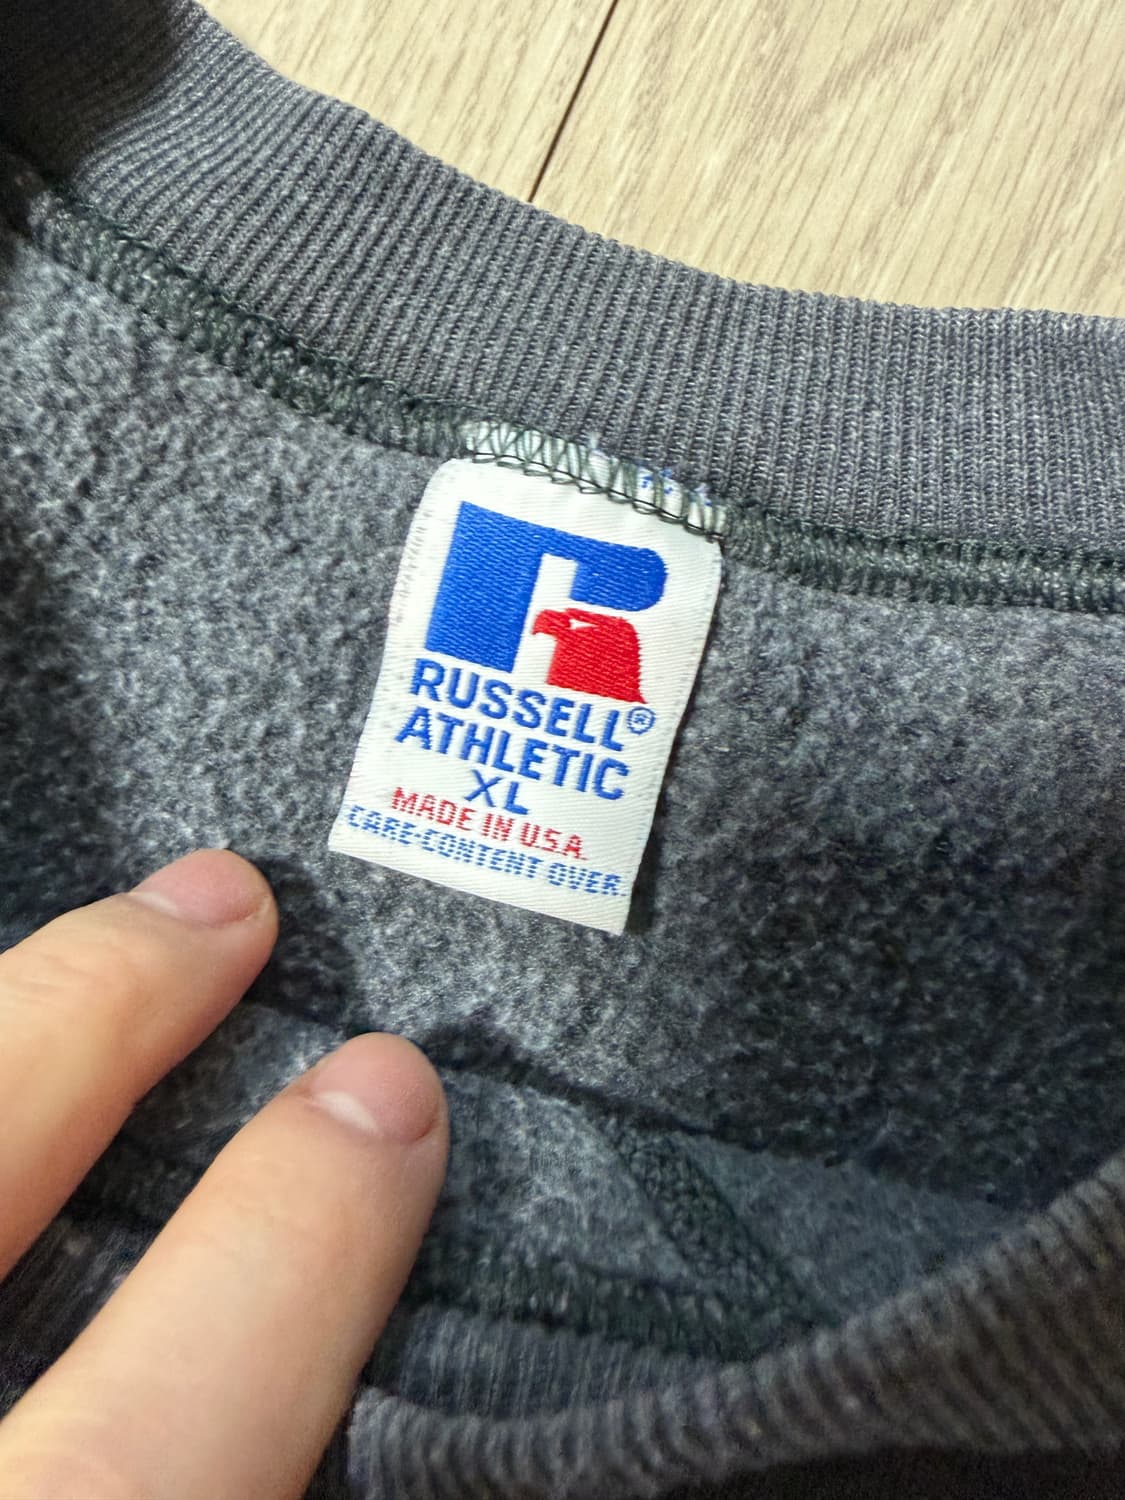 RUSSELL®
ATHLETIC
XL
MADE IN U.S.A.
CARE-CONTENT OVER.